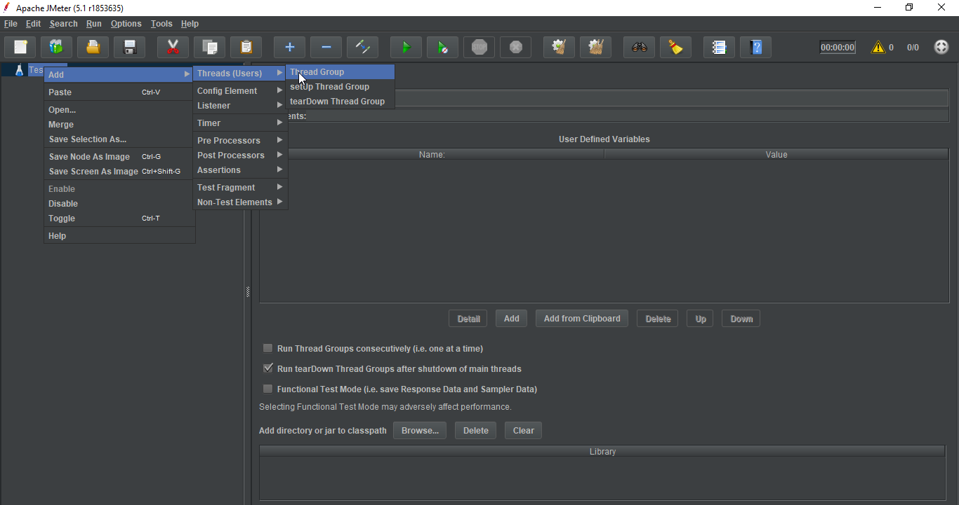 Apache JMeter (5.1 r1853635)
File Edit Search Run Options Tools Help
00:00:00 0 0/0
Tes
Add
Paste Ctrl-V
Open...
Merge
Save Selection As...
Save Node As Image Ctrl-G
Save Screen As Image Ctrl+Shift-G
Enable
Disable
Toggle Ctrl-T
Help
Threads (Users)
Config Element
Listener
Timer
Pre Processors
Post Processors
Assertions
Test Fragment
Non-Test Elements
Thread Group
setUp Thread Group
tearDown Thread Group
ents:
User Defined Variables
Name: Value
Detail Add Add from Clipboard Delete Up Down
Run Thread Groups consecutively (i.e. one at a time)
Run tearDown Thread Groups after shutdown of main threads
Functional Test Mode (i.e. save Response Data and Sampler Data)
Selecting Functional Test Mode may adversely affect performance.
Add directory or jar to classpath Browse... Delete Clear
Library